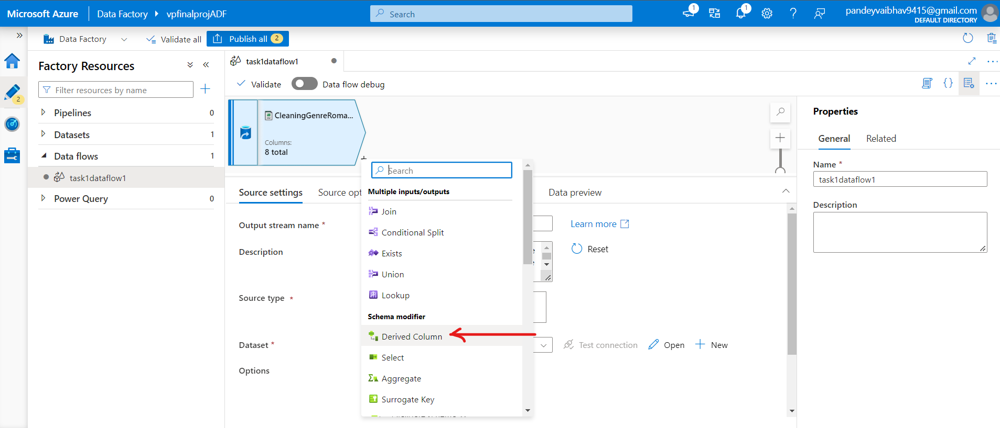 Microsoft Azure
Data Factory
vpfinalprojADF
Search
1
1
pandeyvaibhav9415@gmail.com
DEFAULT DIRECTORY
Data Factory
Validate all
Publish all
2
2
Factory Resources
Filter resources by name
Pipelines 0
Datasets 1
Data flows 1
task1dataflow1
Power Query 0
task1dataflow1
Validate
Data flow debug
CleaningGenreRoma...
Columns:
8 total
Search
Multiple inputs/outputs
Join
Conditional Split
Exists
Union
Lookup
Schema modifier
Derived Column
Select
Aggregate
Surrogate Key
Source settings
Source opt
Data preview
Output stream name *
Learn more
Description
Reset
Source type *
Dataset *
Test connection
Open
New
Options
Properties
General
Related
Name *
task1dataflow1
Description